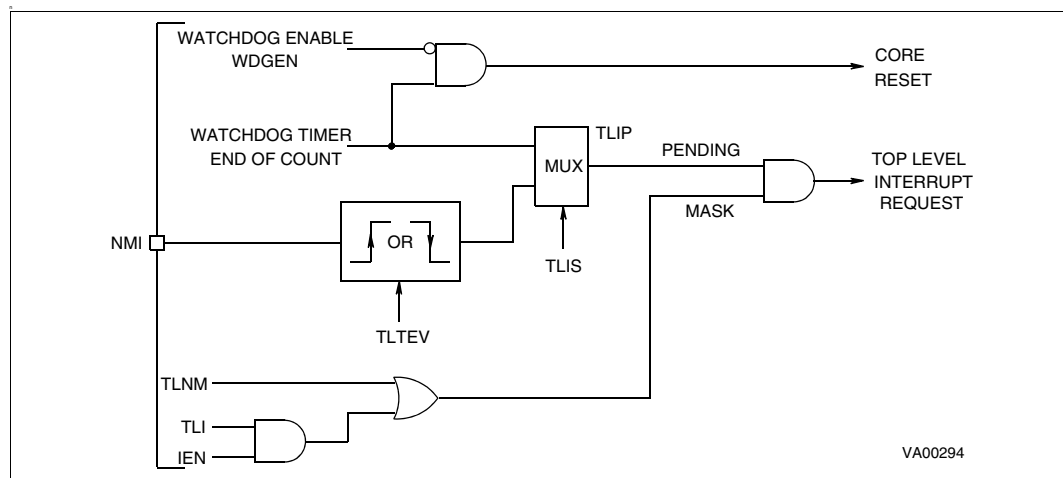 WATCHDOG ENABLE
WDGEN
CORE
RESET
WATCHDOG TIMER
END OF COUNT
TLIP
MUX
PENDING
MASK
TOP LEVEL
INTERRUPT
REQUEST
NMI
OR
TLIS
TLTEV
TLNM
TLI
IEN
VA00294